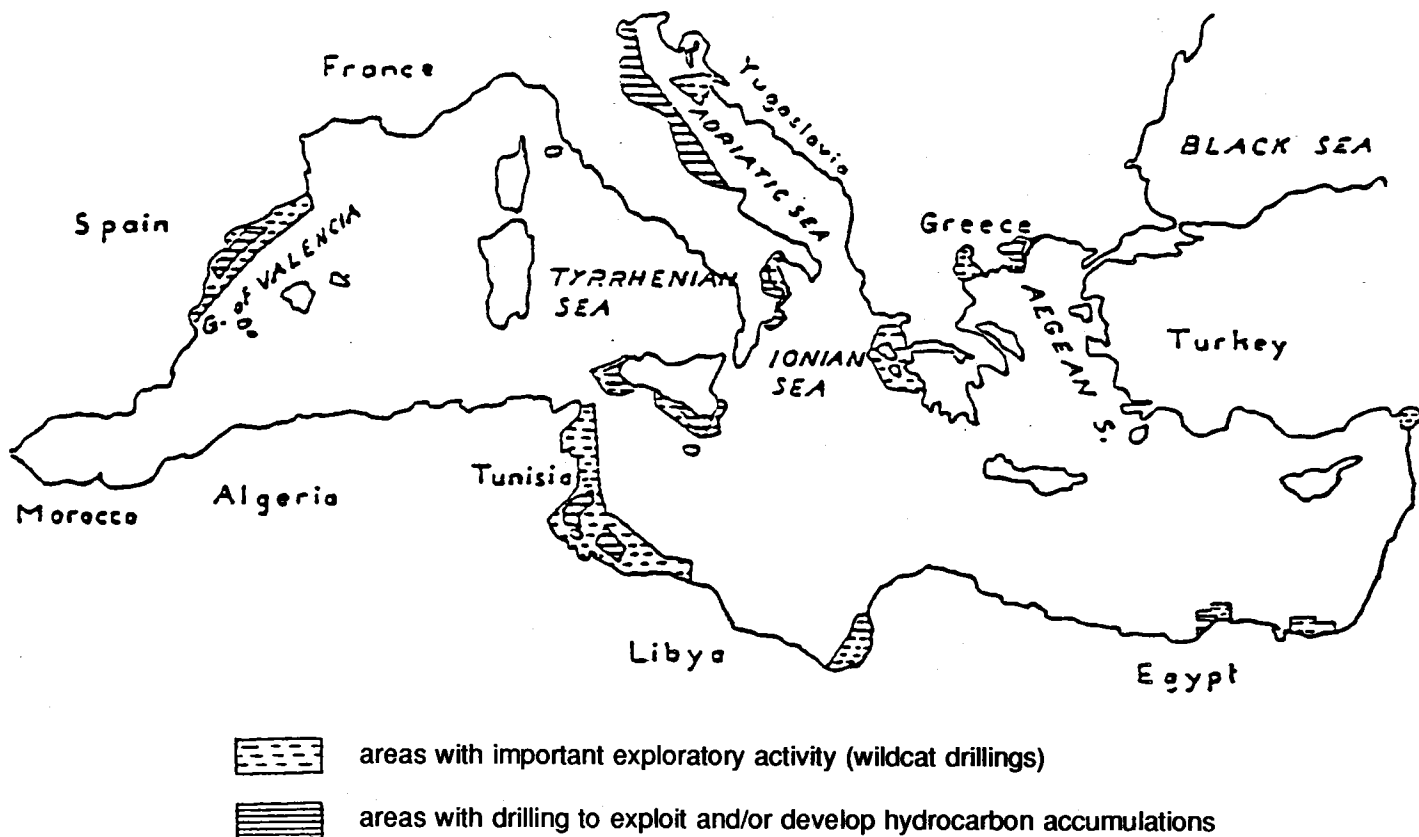 France
Yugoslavia
ADRIATIC SEA
BLACK SEA
Spain
G. of VALENCIA
Greece
TYRRHENIAN
SEA
IONIAN
SEA
AEGEAN S.
Turkey
Tunisia
Algeria
Morocco
Libya
Egypt
areas with important exploratory activity (wildcat drillings)
areas with drilling to exploit and/or develop hydrocarbon accumulations